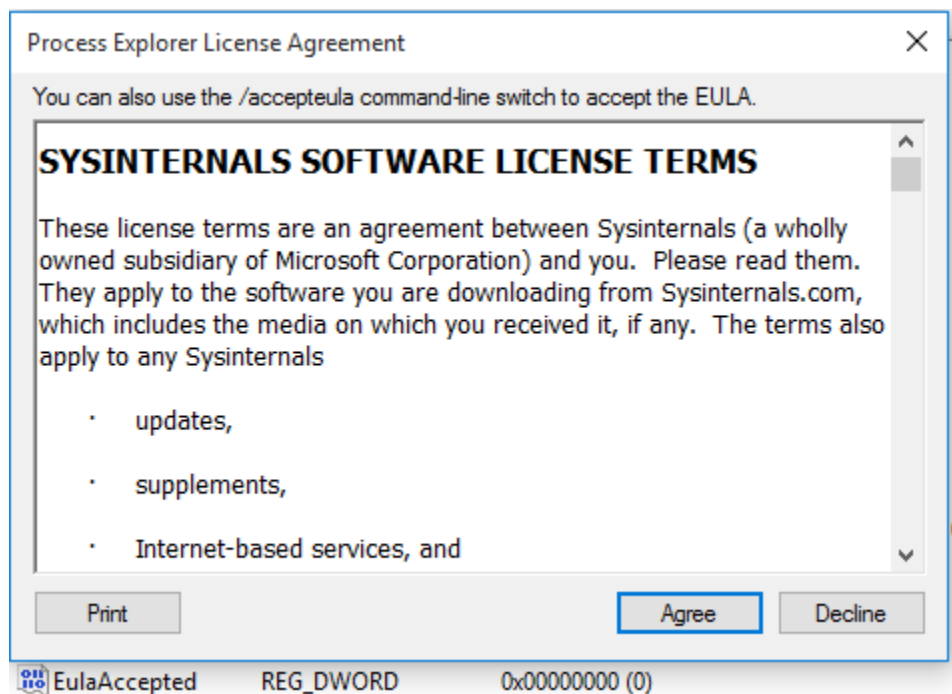 Process Explorer License Agreement
You can also use the /accepteula command-line switch to accept the EULA.
SYSINTERNALS SOFTWARE LICENSE TERMS
These license terms are an agreement between Sysinternals (a wholly
owned subsidiary of Microsoft Corporation) and you.  Please read them.
They apply to the software you are downloading from Sysinternals.com,
which includes the media on which you received it, if any.  The terms also
apply to any Sysinternals
· updates,
· supplements,
· Internet-based services, and
Print Agree Decline
EulaAccepted REG_DWORD 0x00000000 (0)